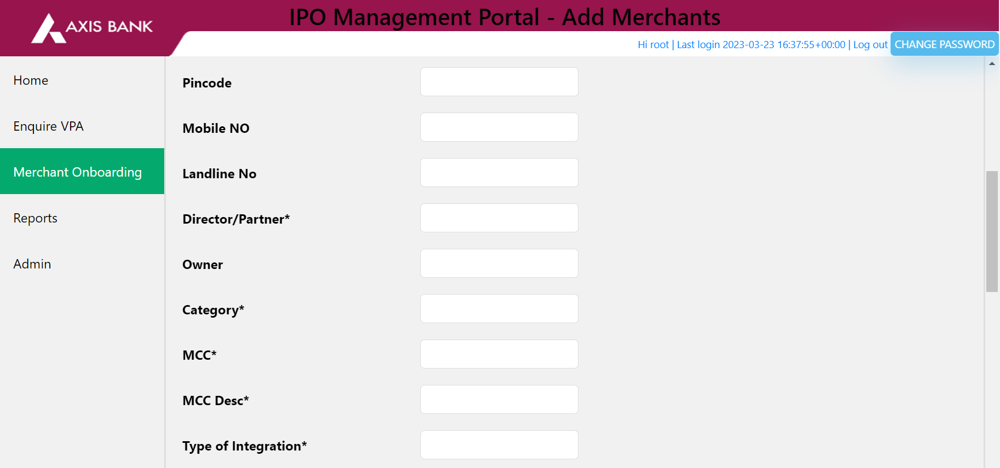 AXIS BANK
IPO Management Portal - Add Merchants
Hi root | Last login 2023-03-23 16:37:55+00:00 | Log out CHANGE PASSWORD
Home
Enquire VPA
Merchant Onboarding
Reports
Admin
Pincode
Mobile NO
Landline No
Director/Partner*
Owner
Category*
MCC*
MCC Desc*
Type of Integration*